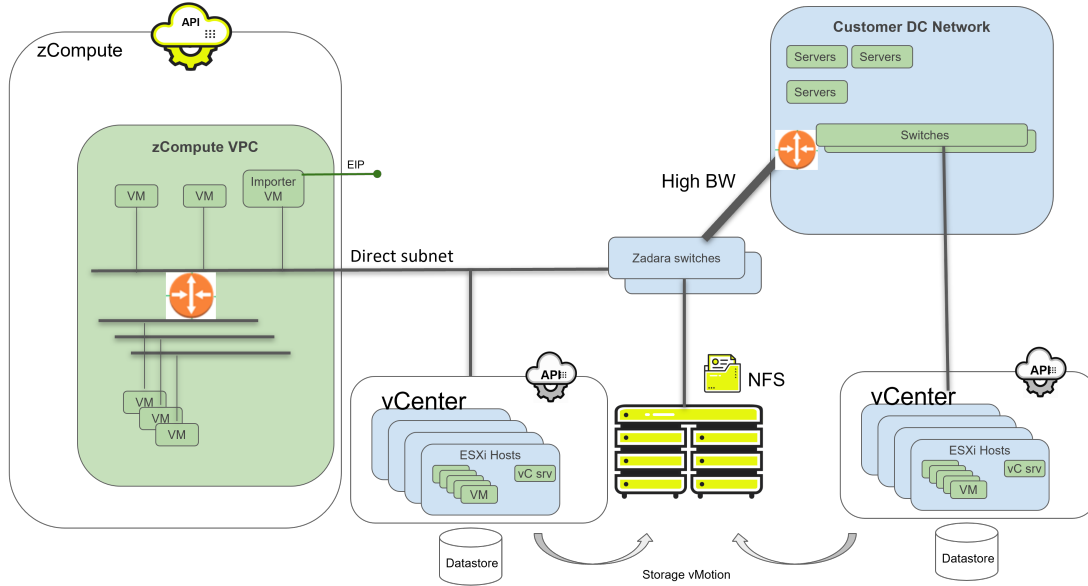 API
zCompute
zCompute VPC
VM
VM
Importer
VM
EIP
Direct subnet
VM
VM
VM
Customer DC Network
Servers
Servers
Servers
Switches
High BW
Zadara switches
API
vCenter
ESXi Hosts
vC srv
VM
Datastore
NFS
Storage vMotion
API
vCenter
ESXi Hosts
vC srv
VM
Datastore